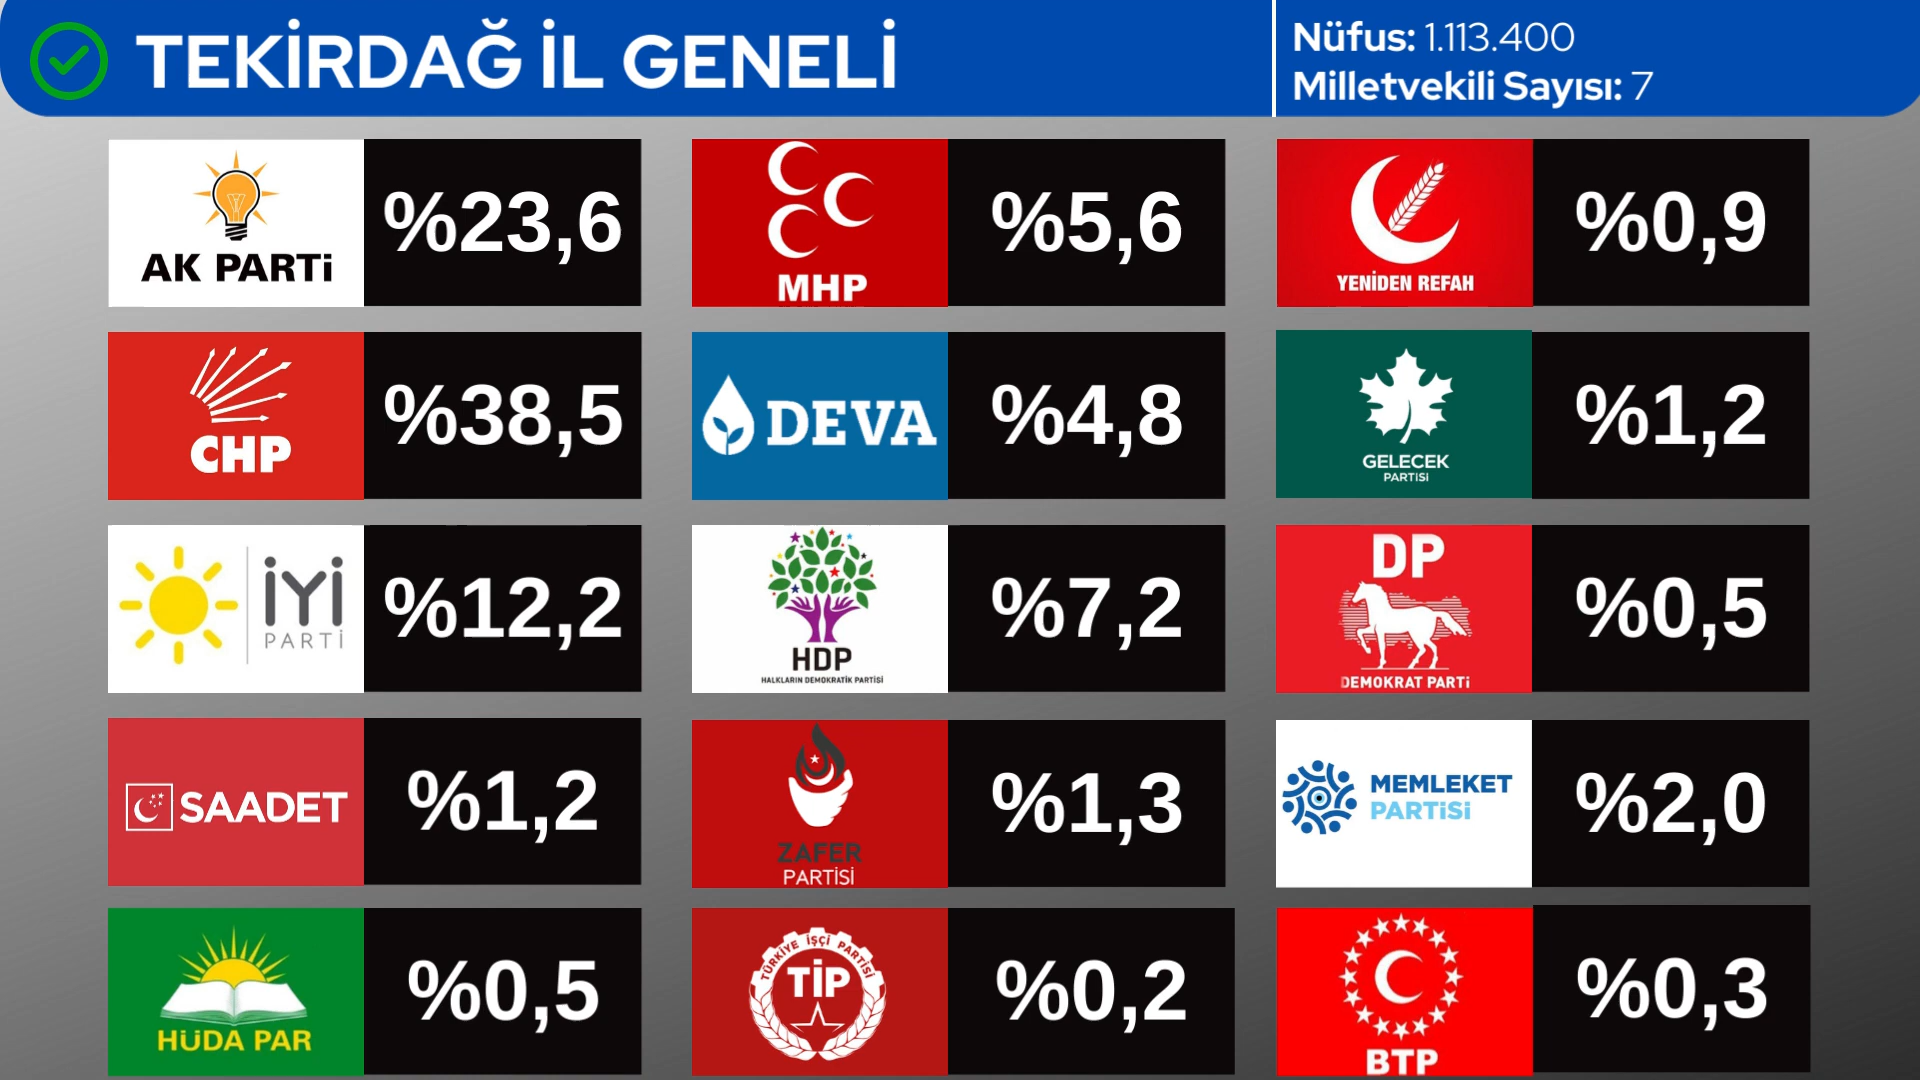 TEKİRDAĞ İL GENELİ
Nüfus: 1.113.400
Milletvekili Sayısı: 7
AK PARTi
%23,6
MHP
%5,6
YENİDEN REFAH
%0,9
CHP
%38,5
DEVA
%4,8
GELECEK
PARTİSİ
%1,2
İYİ
PARTİ
%12,2
HDP
HALKLARIN DEMOKRATİK PARTİSİ
%7,2
DP
DEMOKRAT PARTi
%0,5
SAADET
%1,2
ZAFER
PARTİSİ
%1,3
MEMLEKET
PARTiSi
%2,0
HÜDA PAR
%0,5
TÜRKİYE İŞÇİ PARTİSİ
TİP
%0,2
BTP
%0,3